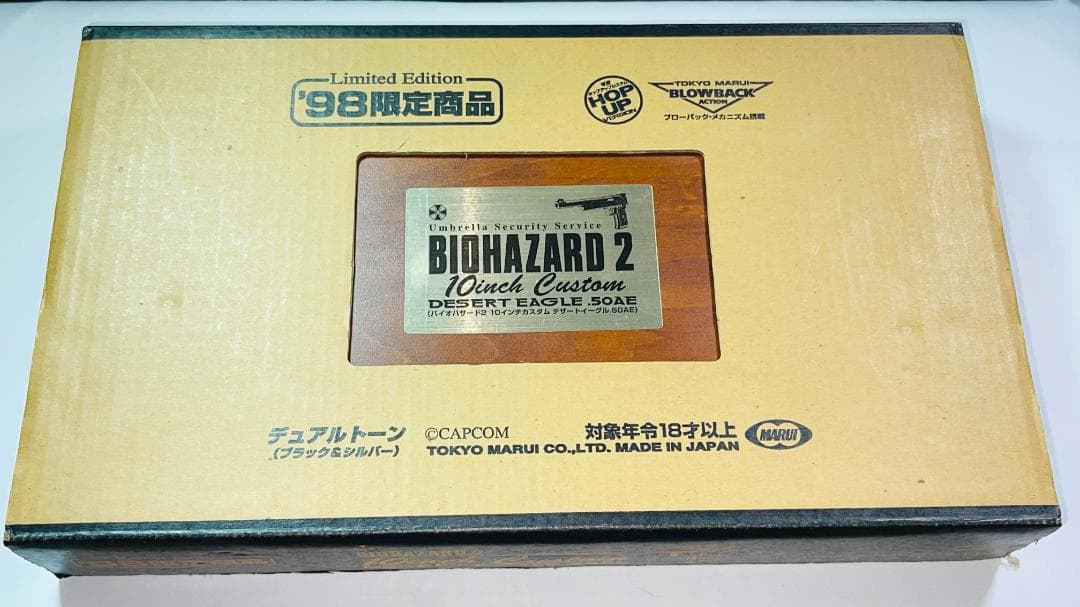 Limited Edition
'98限定商品
HOP
UP
VERSION
TOKYO MARUI
BLOWBACK
ACTION
ブローバック・メカニズム搭載
Umbrella Security Service
BIOHAZARD 2
10inch Custom
DESERT EAGLE .50AE
(バイオハザード2 10インチカスタム デザートイーグル.50AE)
デュアルトーン
(ブラック&シルバー)
©CAPCOM
対象年令18才以上
MARUI
TOKYO MARUI CO.,LTD. MADE IN JAPAN
BIOHAZARD 2